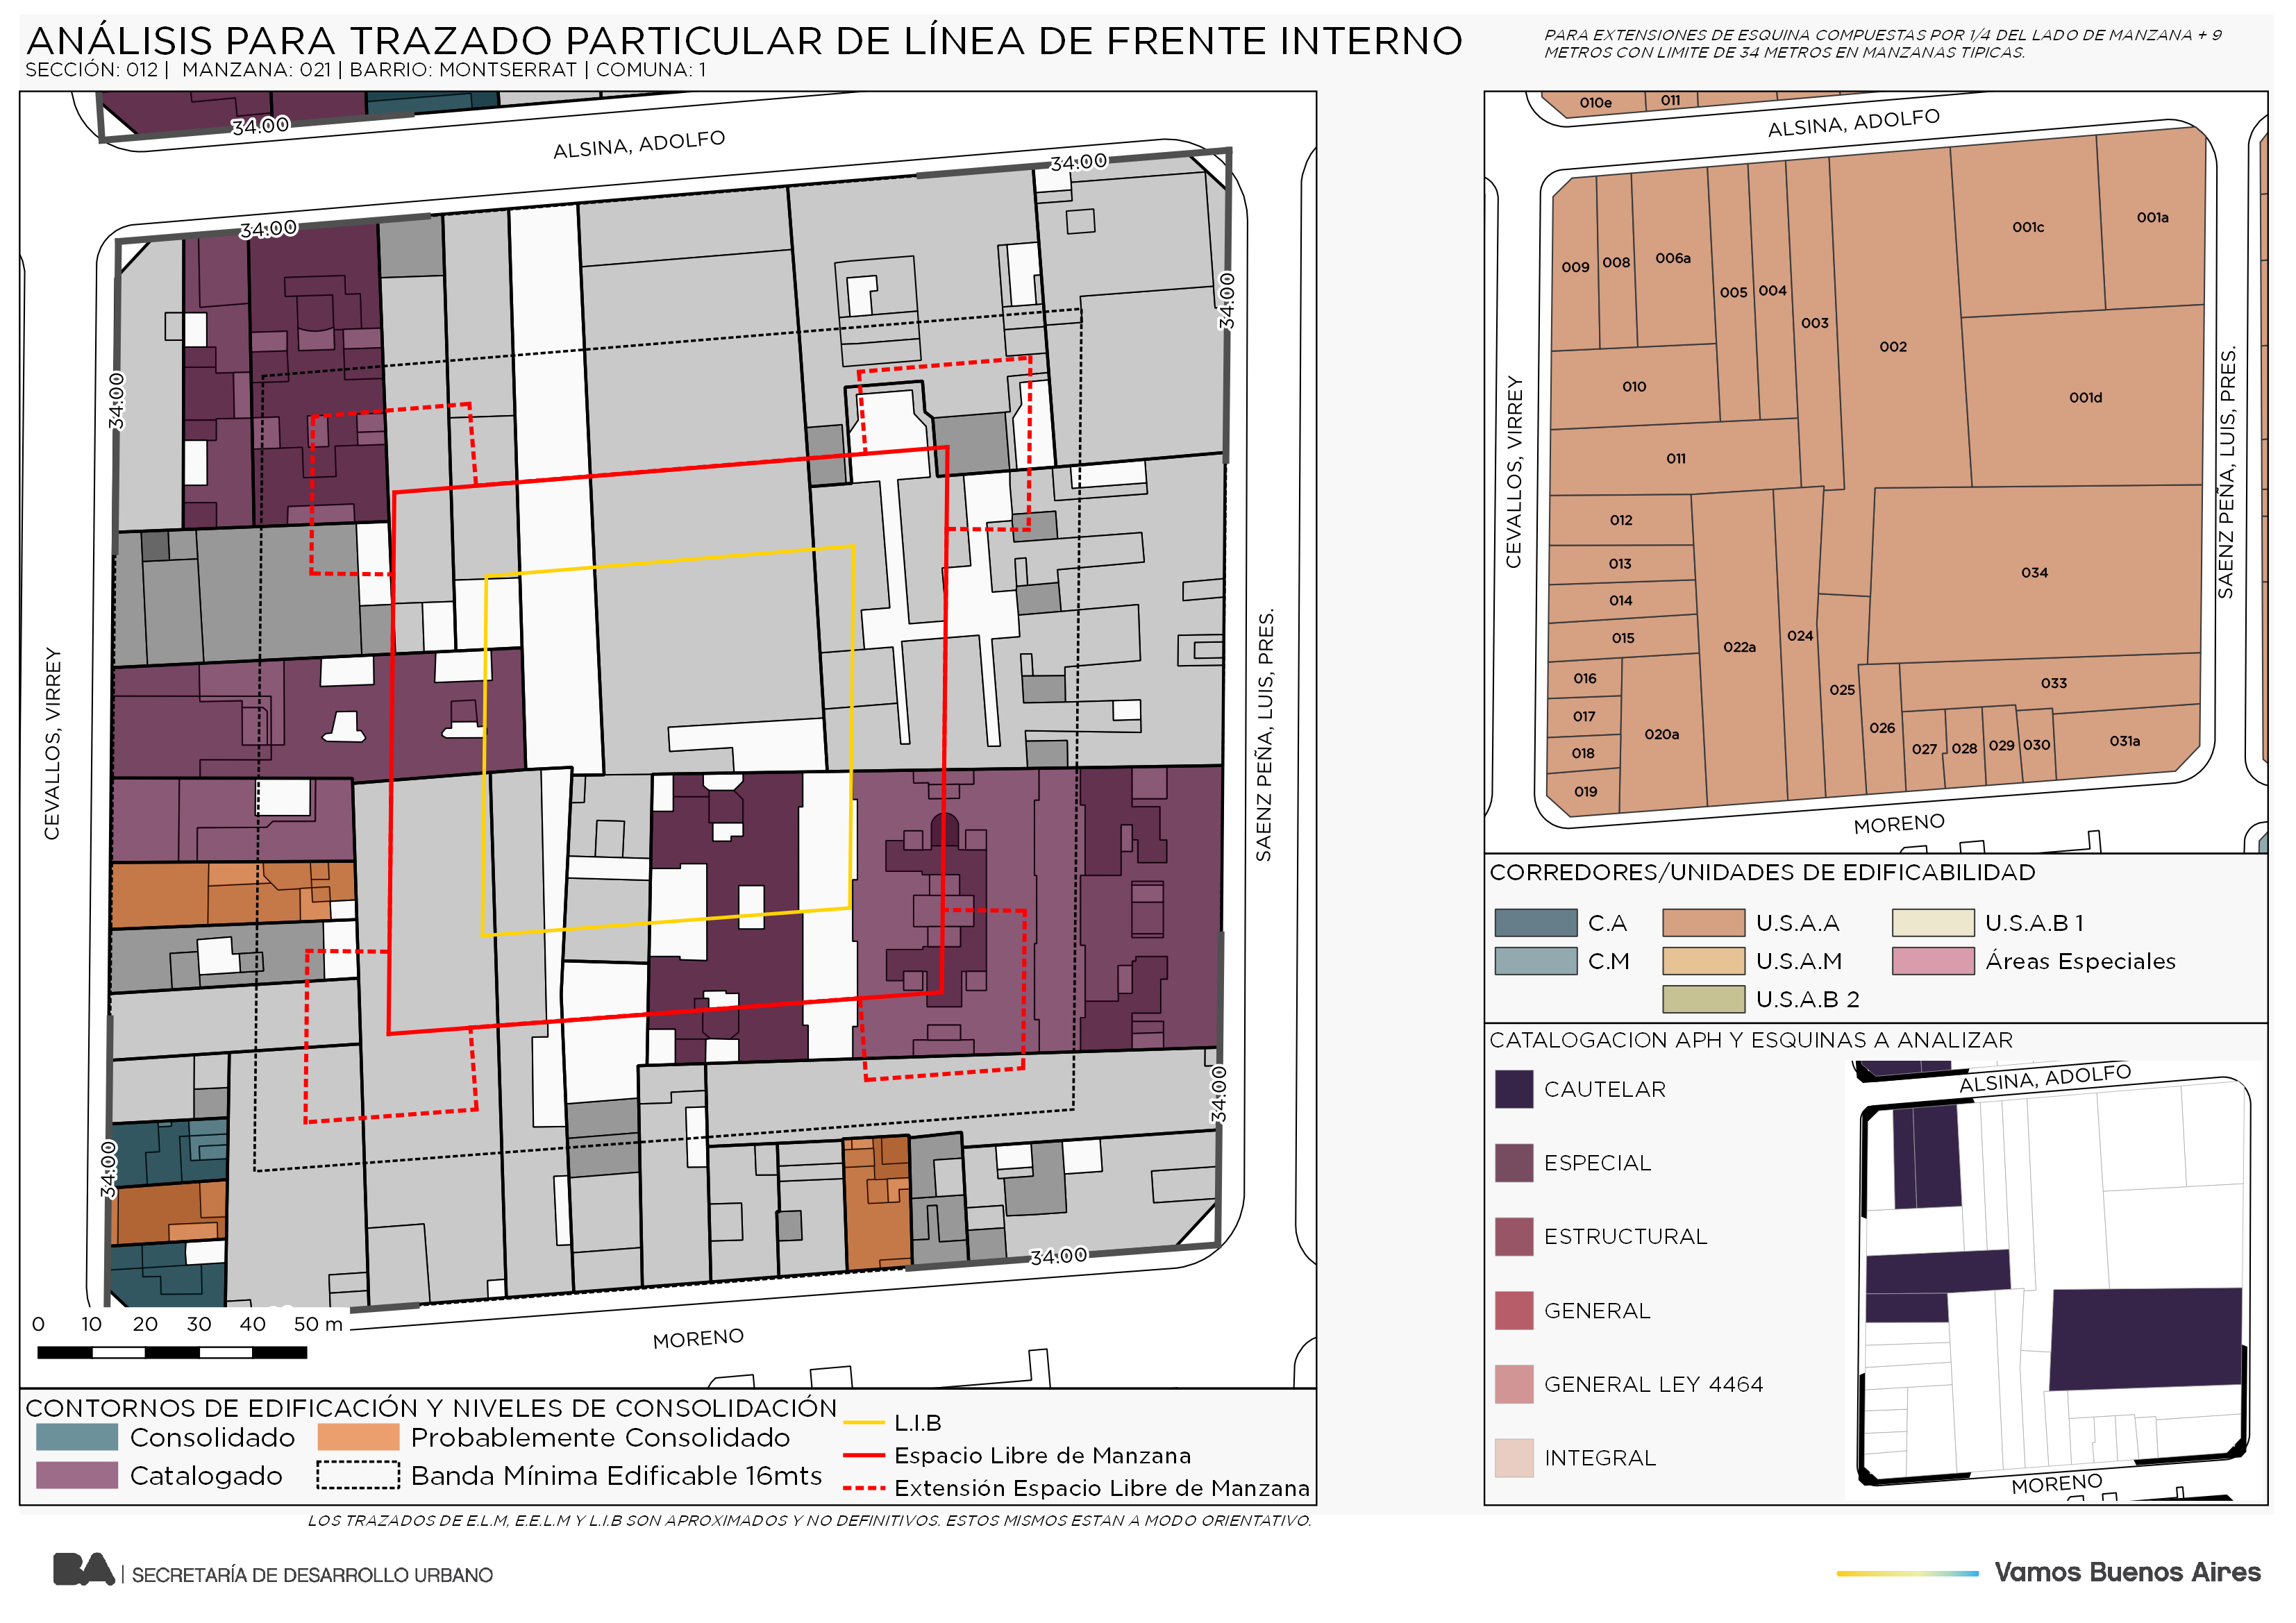 ANÁLISIS PARA TRAZADO PARTICULAR DE LÍNEA DE FRENTE INTERNO
SECCIÓN: 012 | MANZANA: 021 | BARRIO: MONTSERRAT | COMUNA: 1
PARA EXTENSIONES DE ESQUINA COMPUESTAS POR 1/4 DEL LADO DE MANZANA + 9
METROS CON LIMITE DE 34 METROS EN MANZANAS TIPICAS.
34.00
ALSINA, ADOLFO
34.00
34.00
34.00
34.00
CEVALLOS, VIRREY
SAENZ PEÑA, LUIS, PRES.
34.00
34.00
34.00
MORENO
0 10 20 30 40 50 m
CONTORNOS DE EDIFICACIÓN Y NIVELES DE CONSOLIDACIÓN
Consolidado
Probablemente Consolidado
Catalogado
Banda Mínima Edificable 16mts
L.I.B
Espacio Libre de Manzana
Extensión Espacio Libre de Manzana
LOS TRAZADOS DE E.L.M, E.E.L.M Y L.I.B SON APROXIMADOS Y NO DEFINITIVOS. ESTOS MISMOS ESTAN A MODO ORIENTATIVO.
010e
011
ALSINA, ADOLFO
009
008
006a
005
004
003
002
001c
001a
010
001d
011
012
013
014
015
016
017
018
019
020a
022a
024
025
026
034
033
027
028
029
030
031a
CEVALLOS, VIRREY
SAENZ PEÑA, LUIS, PRES.
MORENO
CORREDORES/UNIDADES DE EDIFICABILIDAD
C.A
U.S.A.A
U.S.A.B 1
C.M
U.S.A.M
Áreas Especiales
U.S.A.B 2
CATALOGACION APH Y ESQUINAS A ANALIZAR
CAUTELAR
ESPECIAL
ESTRUCTURAL
GENERAL
GENERAL LEY 4464
INTEGRAL
ALSINA, ADOLFO
MORENO
BA | SECRETARÍA DE DESARROLLO URBANO
Vamos Buenos Aires